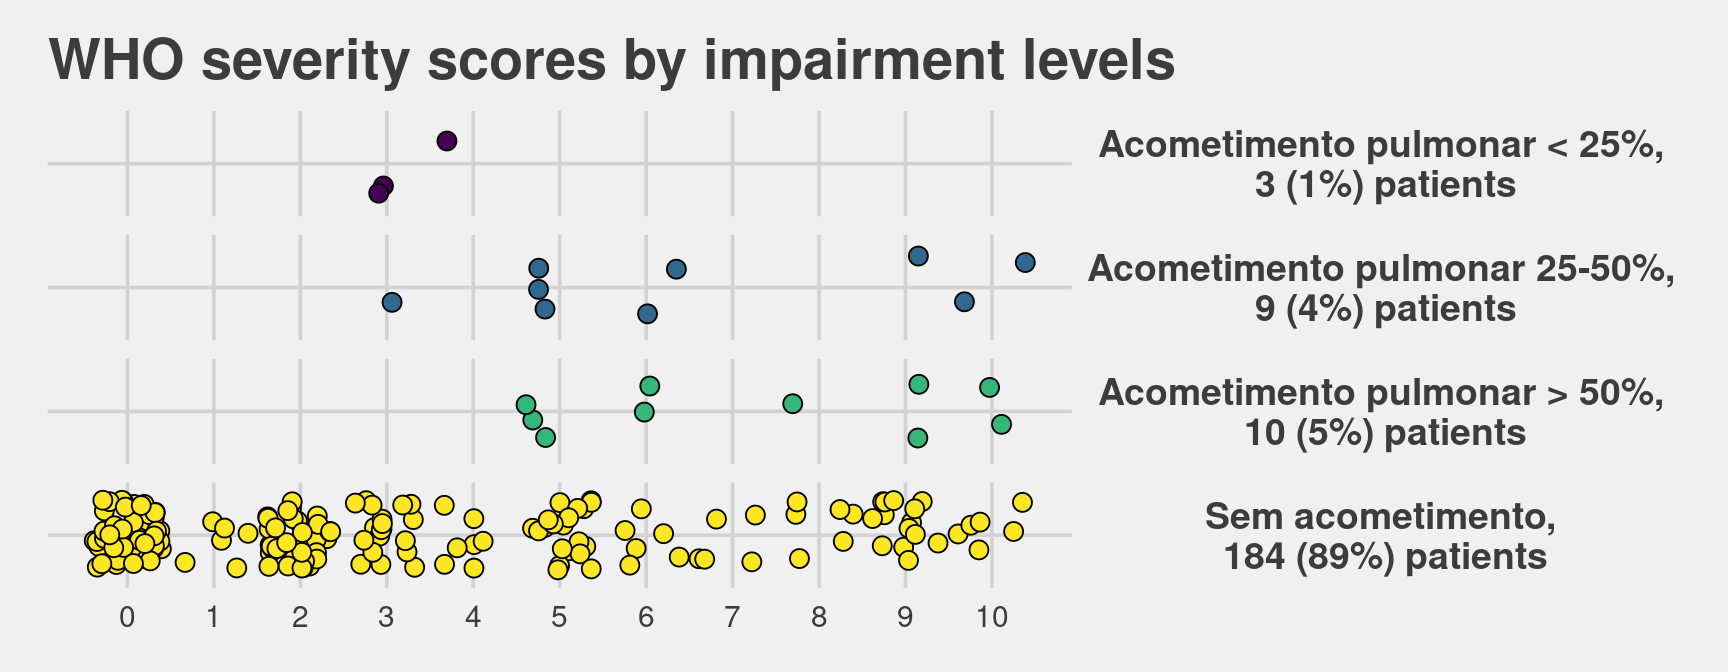 WHO severity scores by impairment levels
Acometimento pulmonar < 25%,
3 (1%) patients
Acometimento pulmonar 25-50%,
9 (4%) patients
Acometimento pulmonar > 50%,
10 (5%) patients
Sem acometimento,
184 (89%) patients
0 1 2 3 4 5 6 7 8 9 10